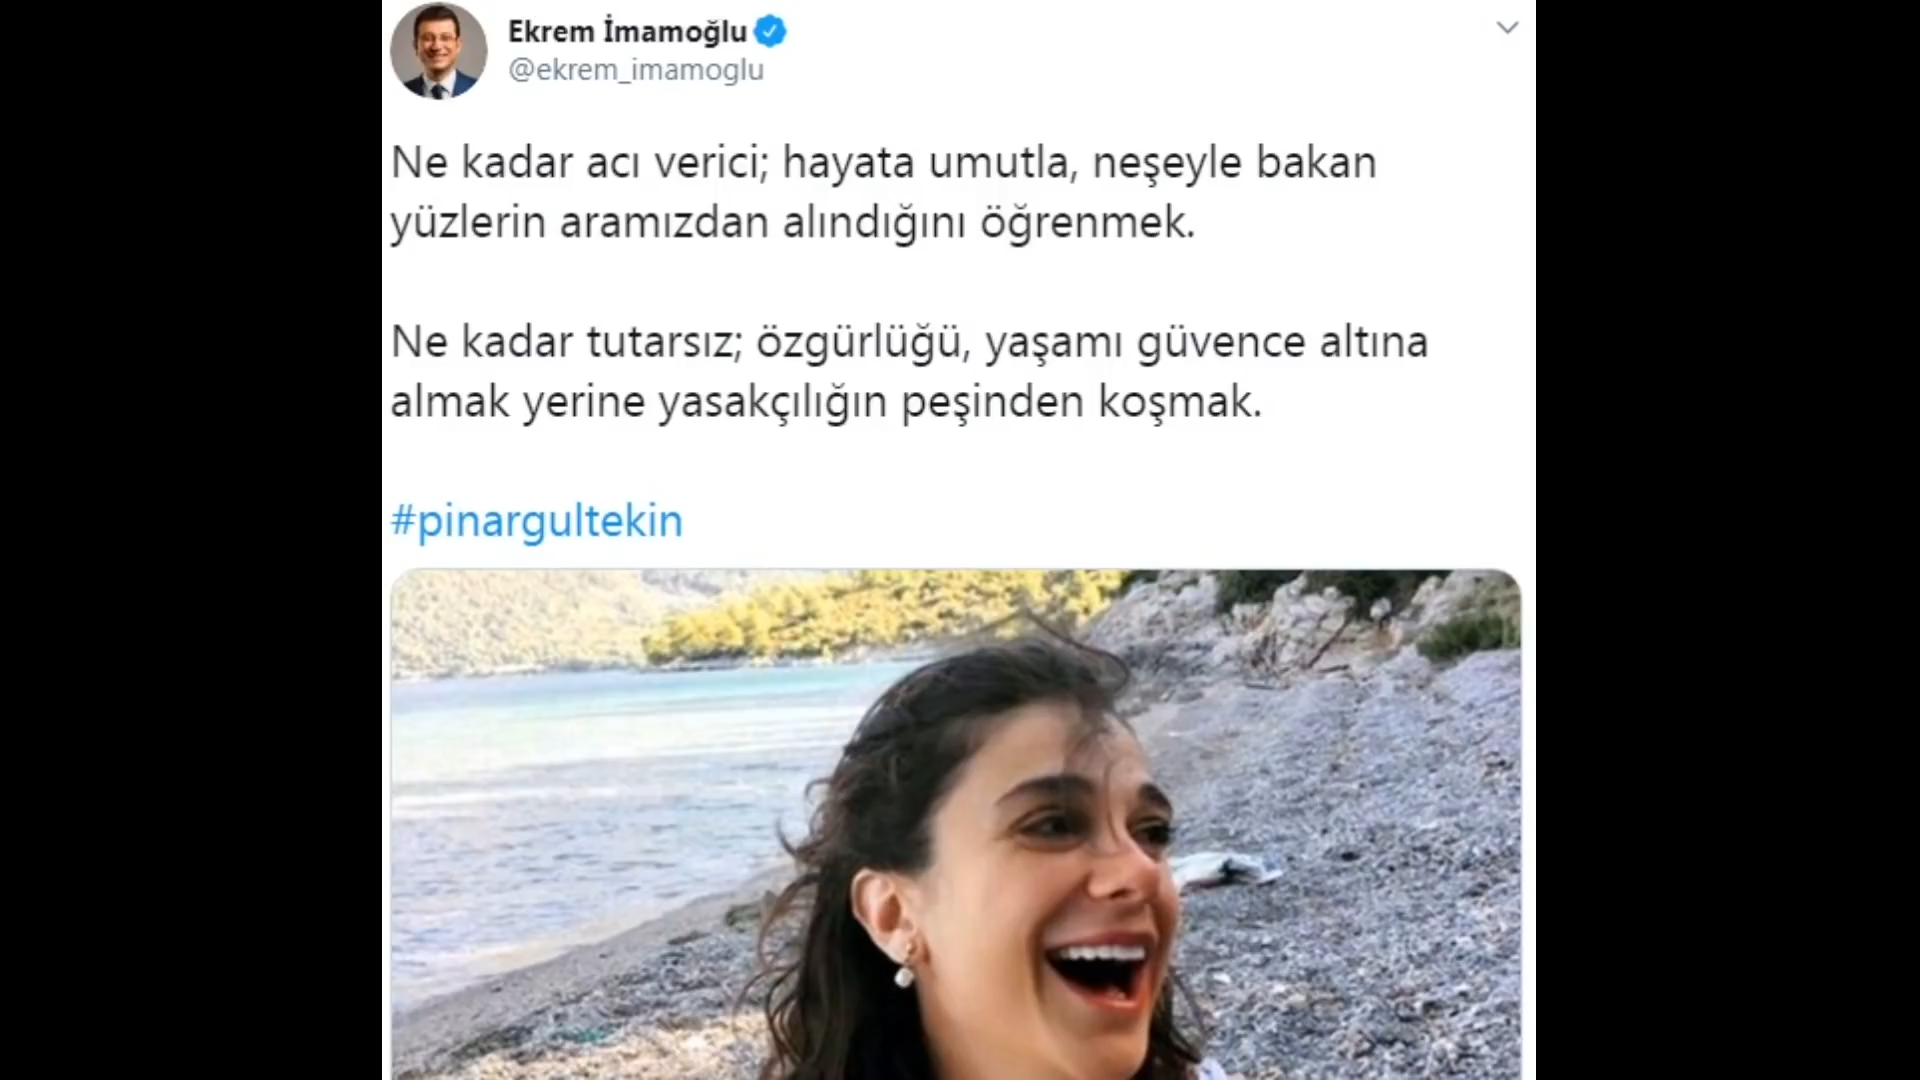 Ekrem İmamoğlu
@ekrem_imamoglu
Ne kadar acı verici; hayata umutla, neşeyle bakan
yüzlerin aramızdan alındığını öğrenmek.
Ne kadar tutarsız; özgürlüğü, yaşamı güvence altına
almak yerine yasakçılığın peşinden koşmak.
#pinargultekin